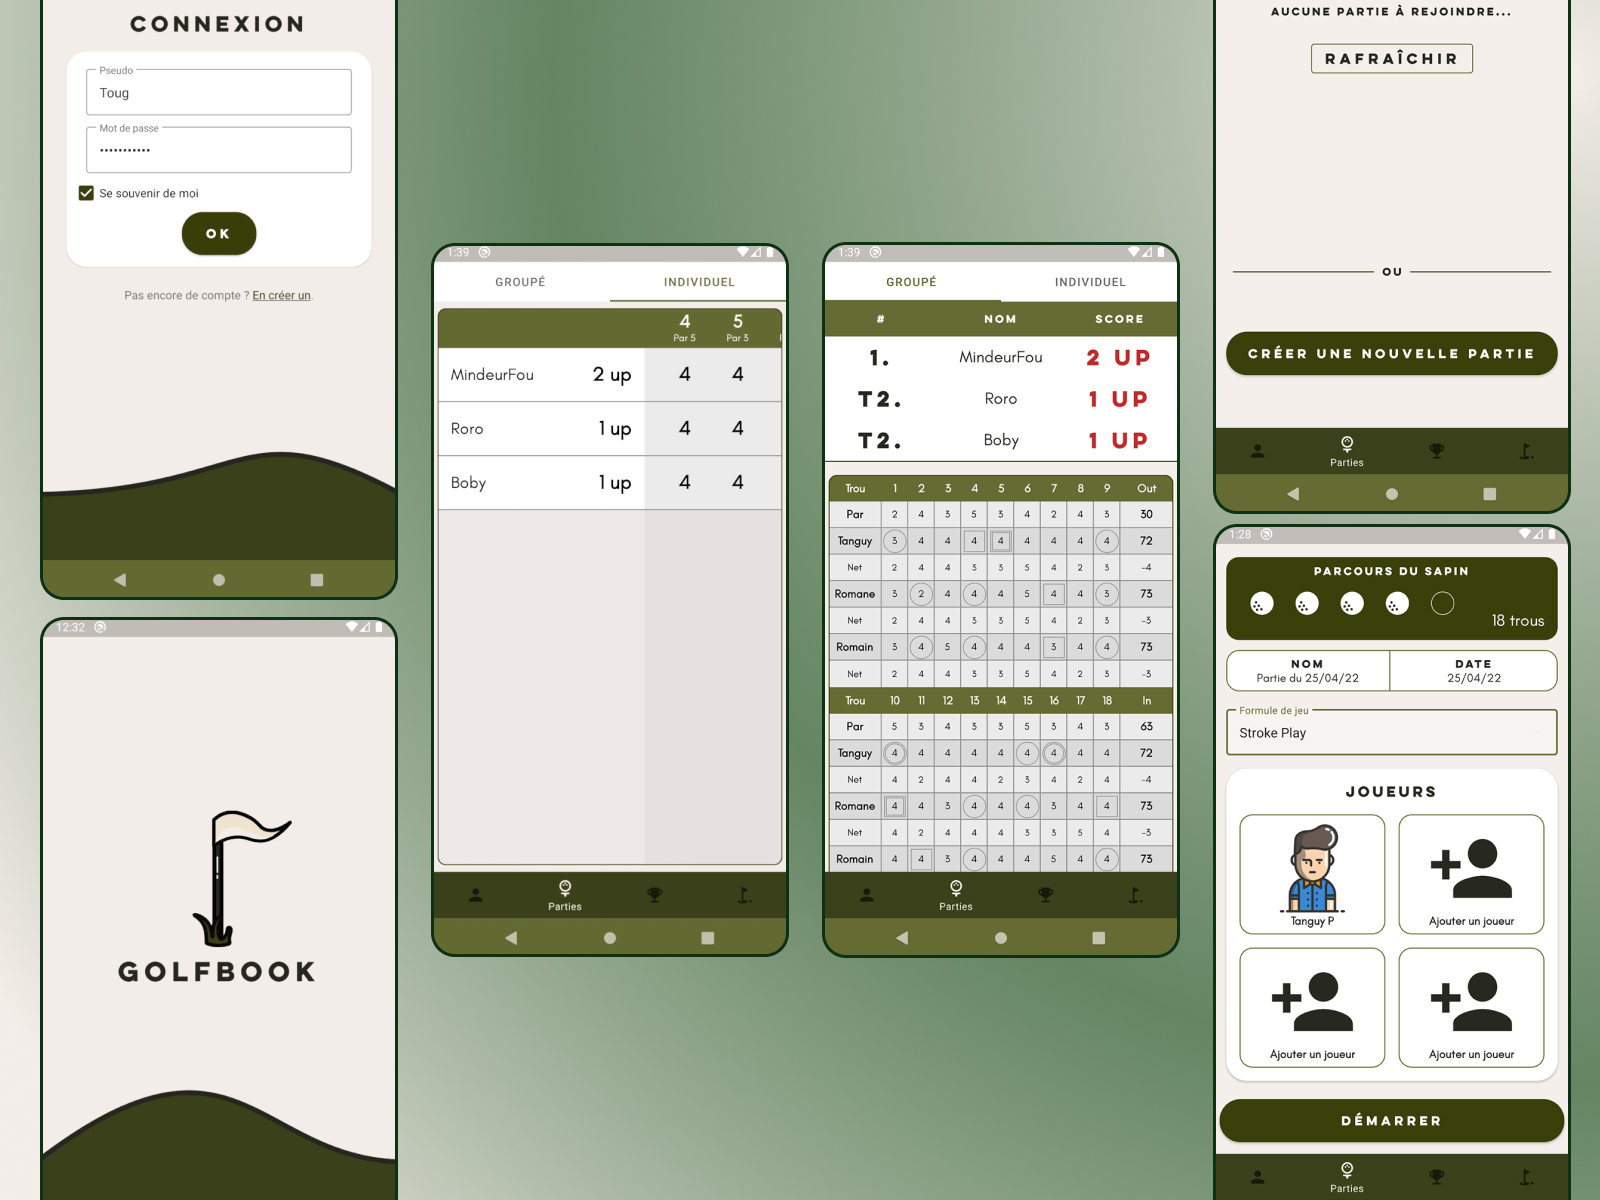 CONNEXION
Pseudo
Toug
Mot de passe
•••••••••••
Se souvenir de moi
OK
Pas encore de compte ? En créer un.
12:32
GOLFBOOK
1:39
GROUPÉ INDIVIDUEL
4 5
Par 5 Par 3
MindeurFou 2 up 4 4
Roro 1 up 4 4
Boby 1 up 4 4
Parties
1:39
GROUPÉ INDIVIDUEL
# NOM SCORE
1. MindeurFou 2 UP
T2. Roro 1 UP
T2. Boby 1 UP
Trou 1 2 3 4 5 6 7 8 9 Out
Par 2 4 3 5 3 4 2 4 3 30
Tanguy 3 4 4 4 4 4 4 4 4 72
Net 2 4 4 3 3 5 4 2 3 -4
Romane 3 2 4 4 4 5 4 4 3 73
Net 2 4 4 3 3 5 4 2 3 -3
Romain 3 4 5 4 4 4 3 4 4 73
Net 2 4 4 3 3 5 4 2 3 -3
Trou 10 11 12 13 14 15 16 17 18 In
Par 5 3 4 3 3 5 3 4 3 63
Tanguy 4 4 4 4 4 4 4 4 4 72
Net 4 2 4 4 2 3 4 2 4 -4
Romane 4 4 3 4 4 4 3 4 4 73
Net 4 2 4 4 4 3 3 5 4 -3
Romain 4 4 3 4 4 4 5 4 4 73
Parties
AUCUNE PARTIE À REJOINDRE...
RAFRAÎCHIR
OU
CRÉER UNE NOUVELLE PARTIE
Parties
1:28
PARCOURS DU SAPIN
18 trous
NOM DATE
Partie du 25/04/22 25/04/22
Formule de jeu
Stroke Play
JOUEURS
Tanguy P Ajouter un joueur
Ajouter un joueur Ajouter un joueur
DÉMARRER
Parties